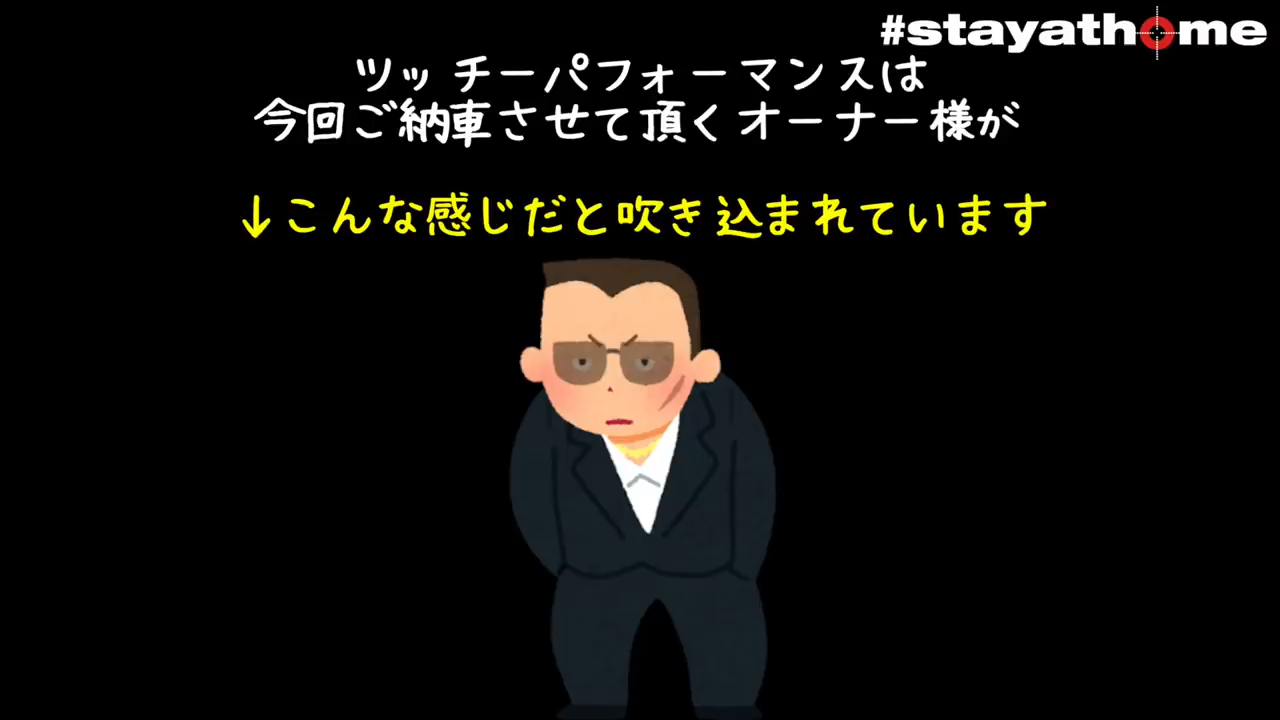 #stayathome
ツッチーパフォーマンスは
今回ご納車させて頂くオーナー様が
↓こんな感じだと吹き込まれています